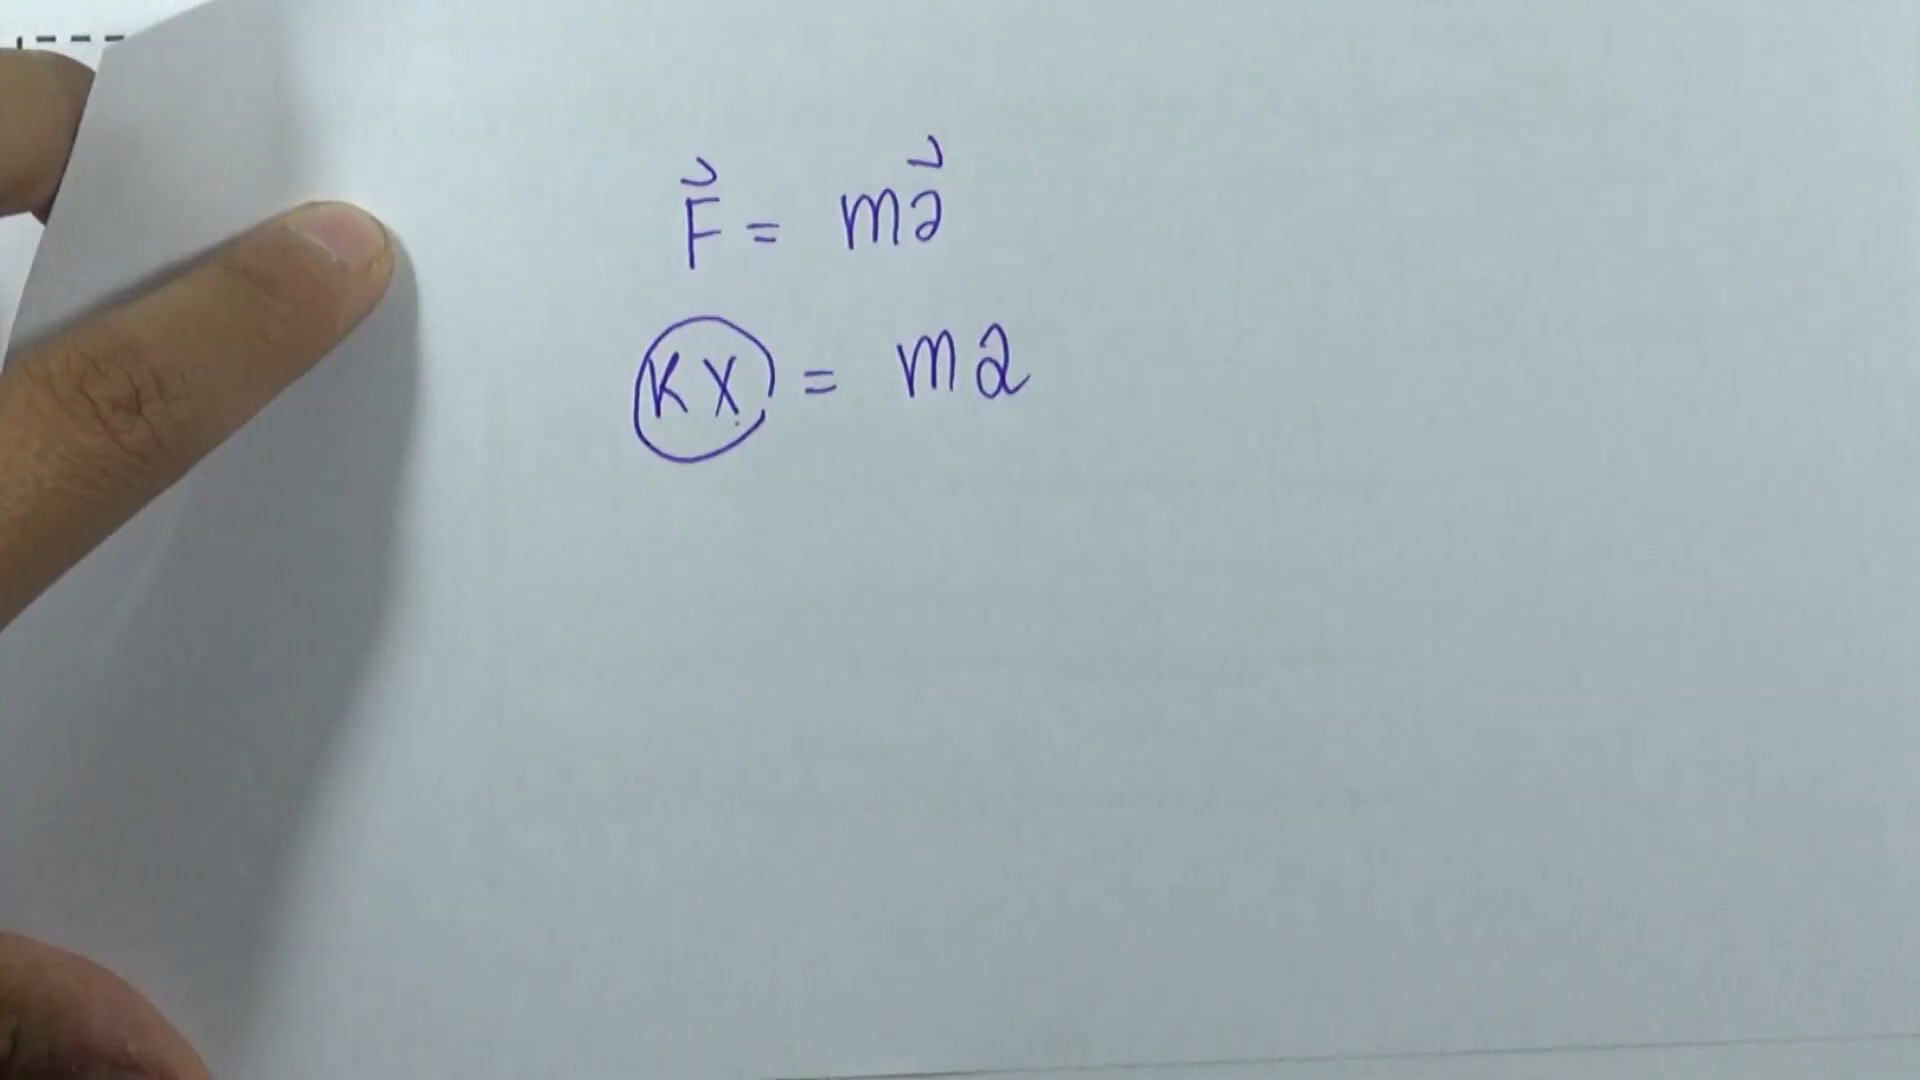 F⃗ = ma⃗
KX = ma